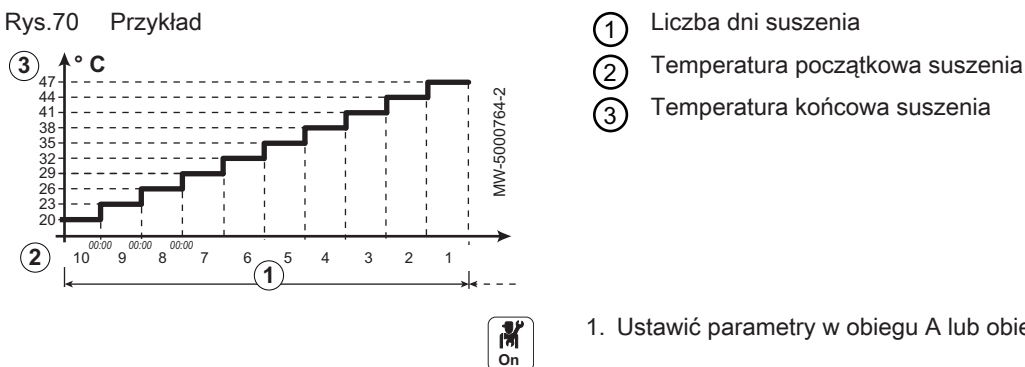 Rys.70 Przykład
3 ° C
47
44
41
38
35
32
29
26
23
20
00:00 00:00 00:00
2 10 9 8 7 6 5 4 3 2 1
1
MW-5000764-2
1 Liczba dni suszenia
2 Temperatura początkowa suszenia
3 Temperatura końcowa suszenia
On
1. Ustawić parametry w obiegu A lub obie